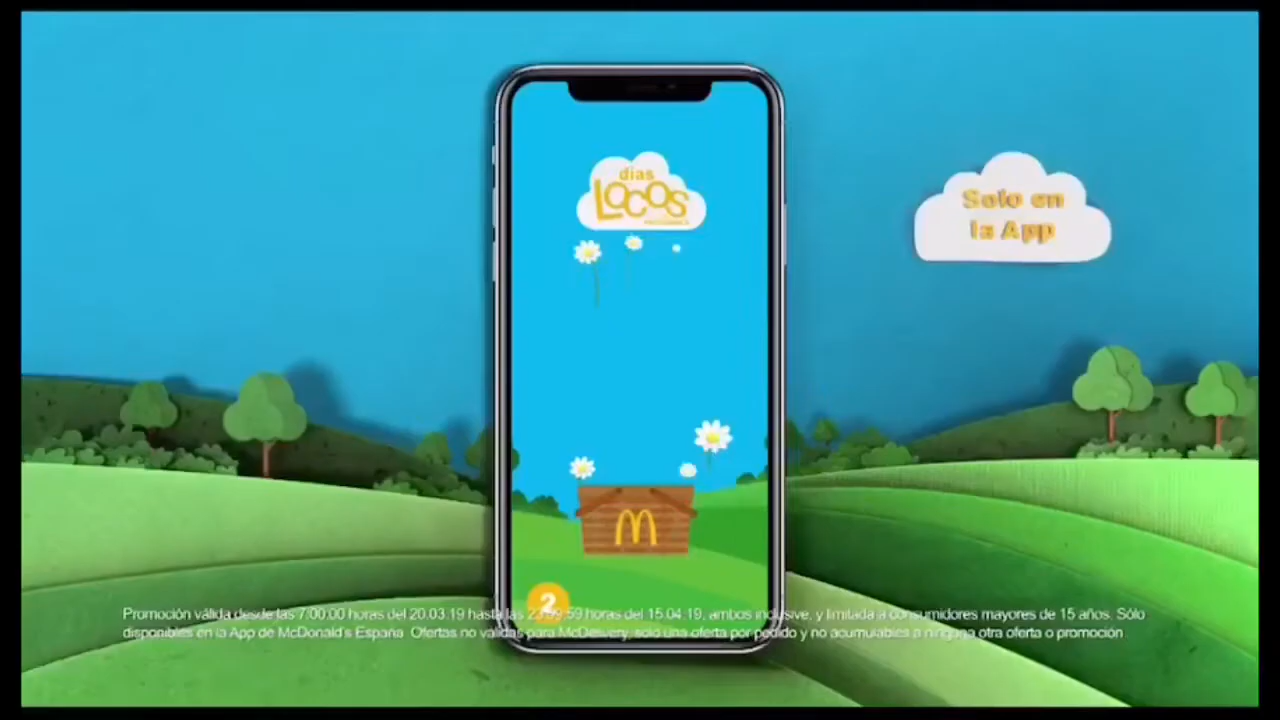 días
LOCOS
Solo en
la App
2
Promoción válida desde las 7:00:00 horas del 20.03.19 hasta las 23:59:59 horas del 15.04.19, ambos inclusive, y limitada a consumidores mayores de 15 años. Sólo
disponibles en la App de McDonald's España Ofertas no validas para McDelivery, solo una oferta por pedido y no acumulables a ninguna otra oferta o promoción